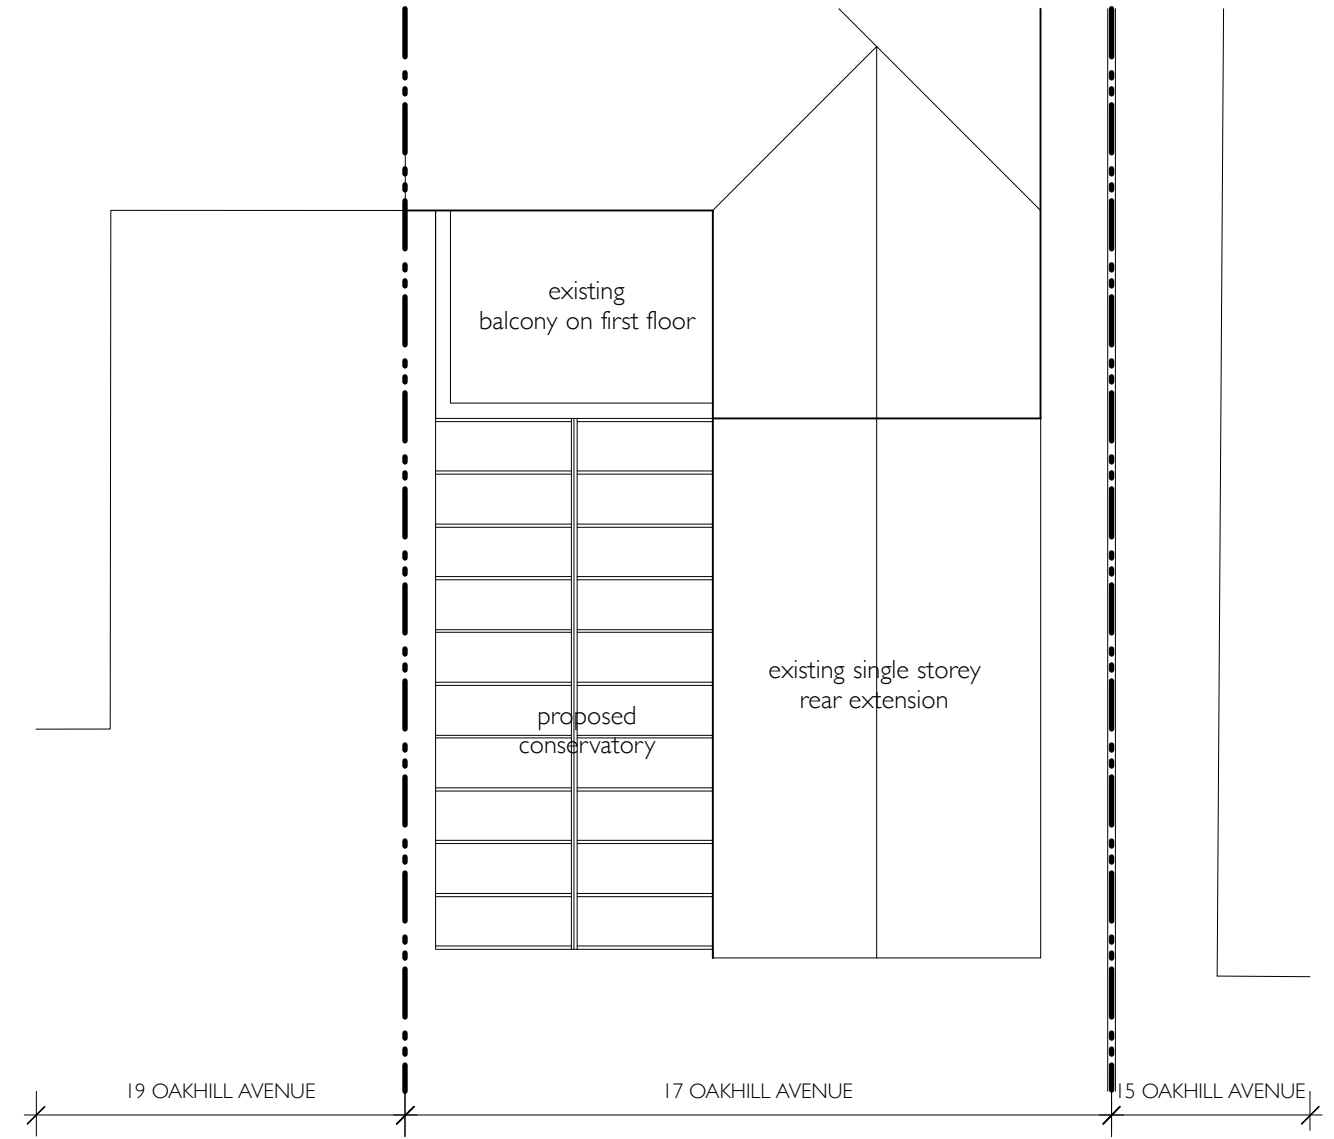 existing
balcony on first floor
existing single storey
rear extension
proposed
conservatory
19 OAKHILL AVENUE
17 OAKHILL AVENUE
15 OAKHILL AVENUE